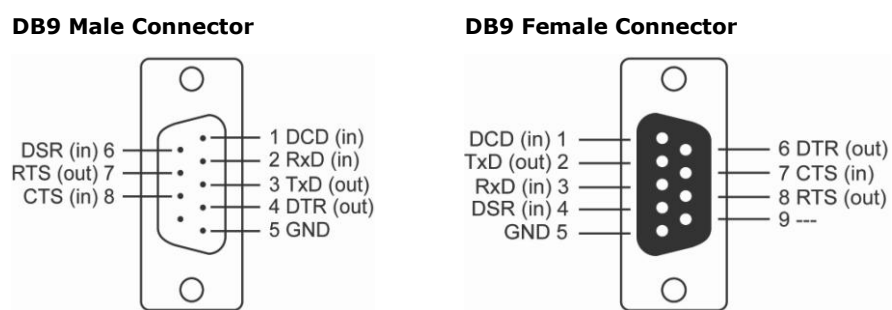 DB9 Male Connector
DSR (in) 6
RTS (out) 7
CTS (in) 8
1 DCD (in)
2 RxD (in)
3 TxD (out)
4 DTR (out)
5 GND
DB9 Female Connector
DCD (in) 1
TxD (out) 2
RxD (in) 3
DSR (in) 4
GND 5
6 DTR (out)
7 CTS (in)
8 RTS (out)
9 ---